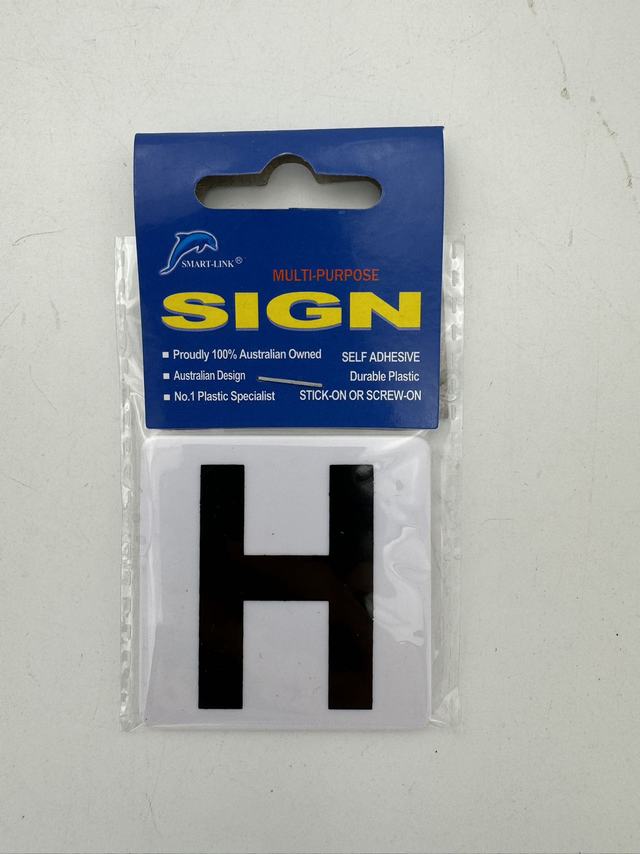 SMART-LINK®
MULTI-PURPOSE
SIGN
■ Proudly 100% Australian Owned
■ Australian Design
■ No.1 Plastic Specialist
SELF ADHESIVE
Durable Plastic
STICK-ON OR SCREW-ON
H